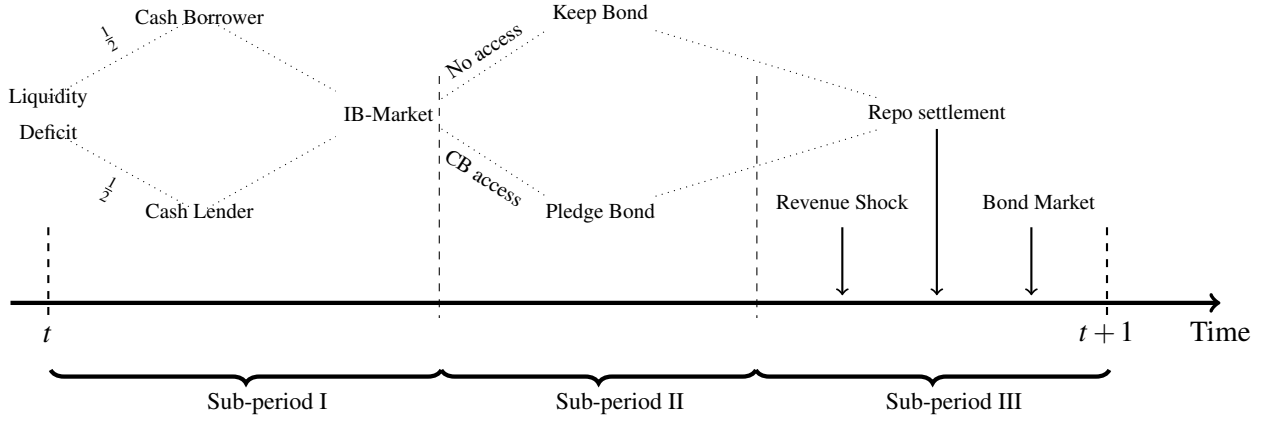 Cash Borrower
Keep Bond
1/2
No access
Liquidity
Deficit
IB-Market
Repo settlement
1/2
CB access
Cash Lender
Pledge Bond
Revenue Shock
Bond Market
t
t + 1
Time
Sub-period I
Sub-period II
Sub-period III